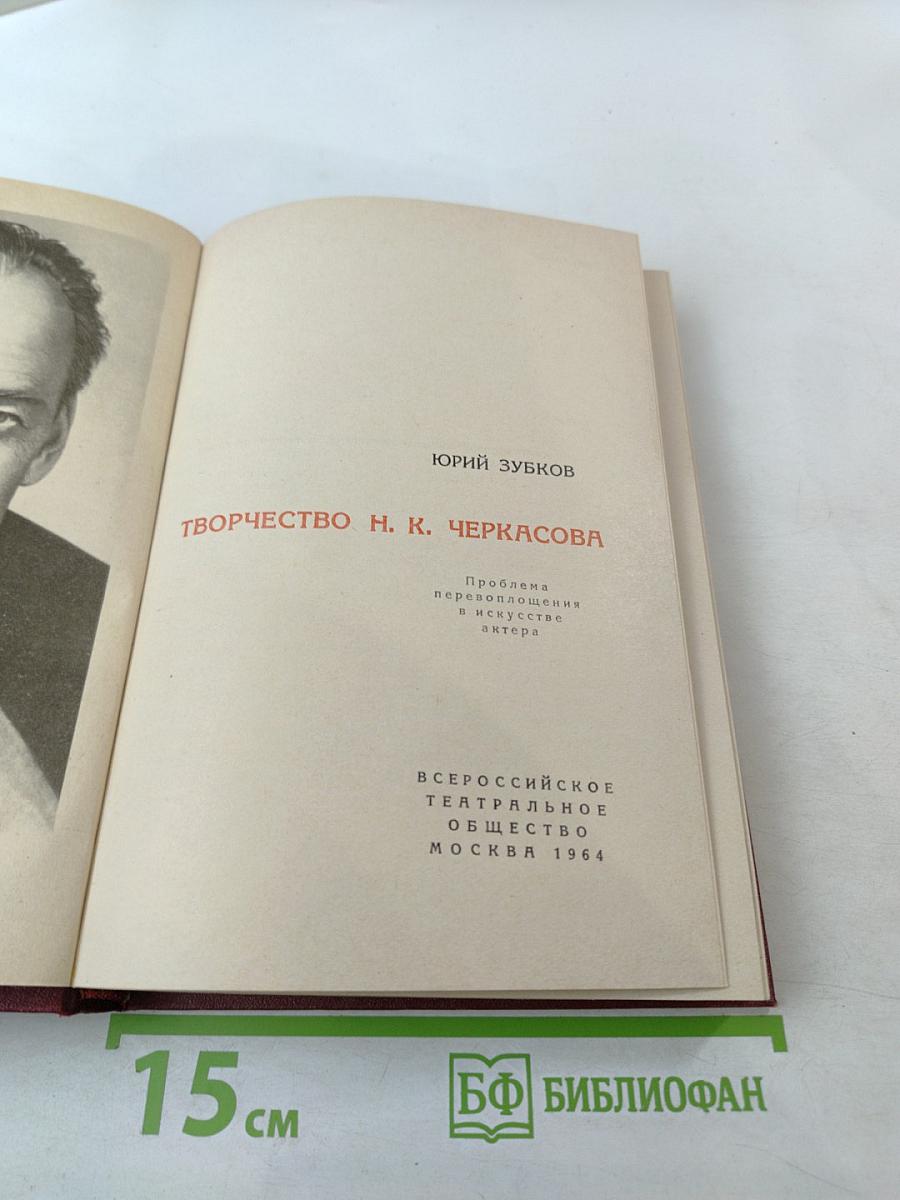 ЮРИЙ ЗУБКОВ
ТВОРЧЕСТВО Н. К. ЧЕРКАСОВА
Проблема
перевоплощения
в искусстве
актера
ВСЕРОССИЙСКОЕ
ТЕАТРАЛЬНОЕ
ОБЩЕСТВО
МОСКВА 1964
15 см
БФ БИБЛИОФАН